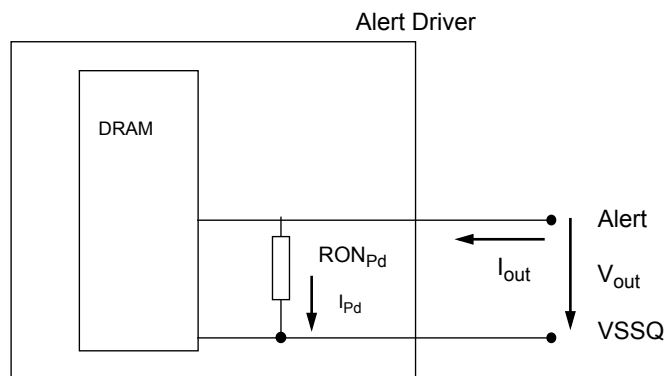 Alert Driver
DRAM
Alert
RON_Pd
I_out
I_Pd
V_out
VSSQ